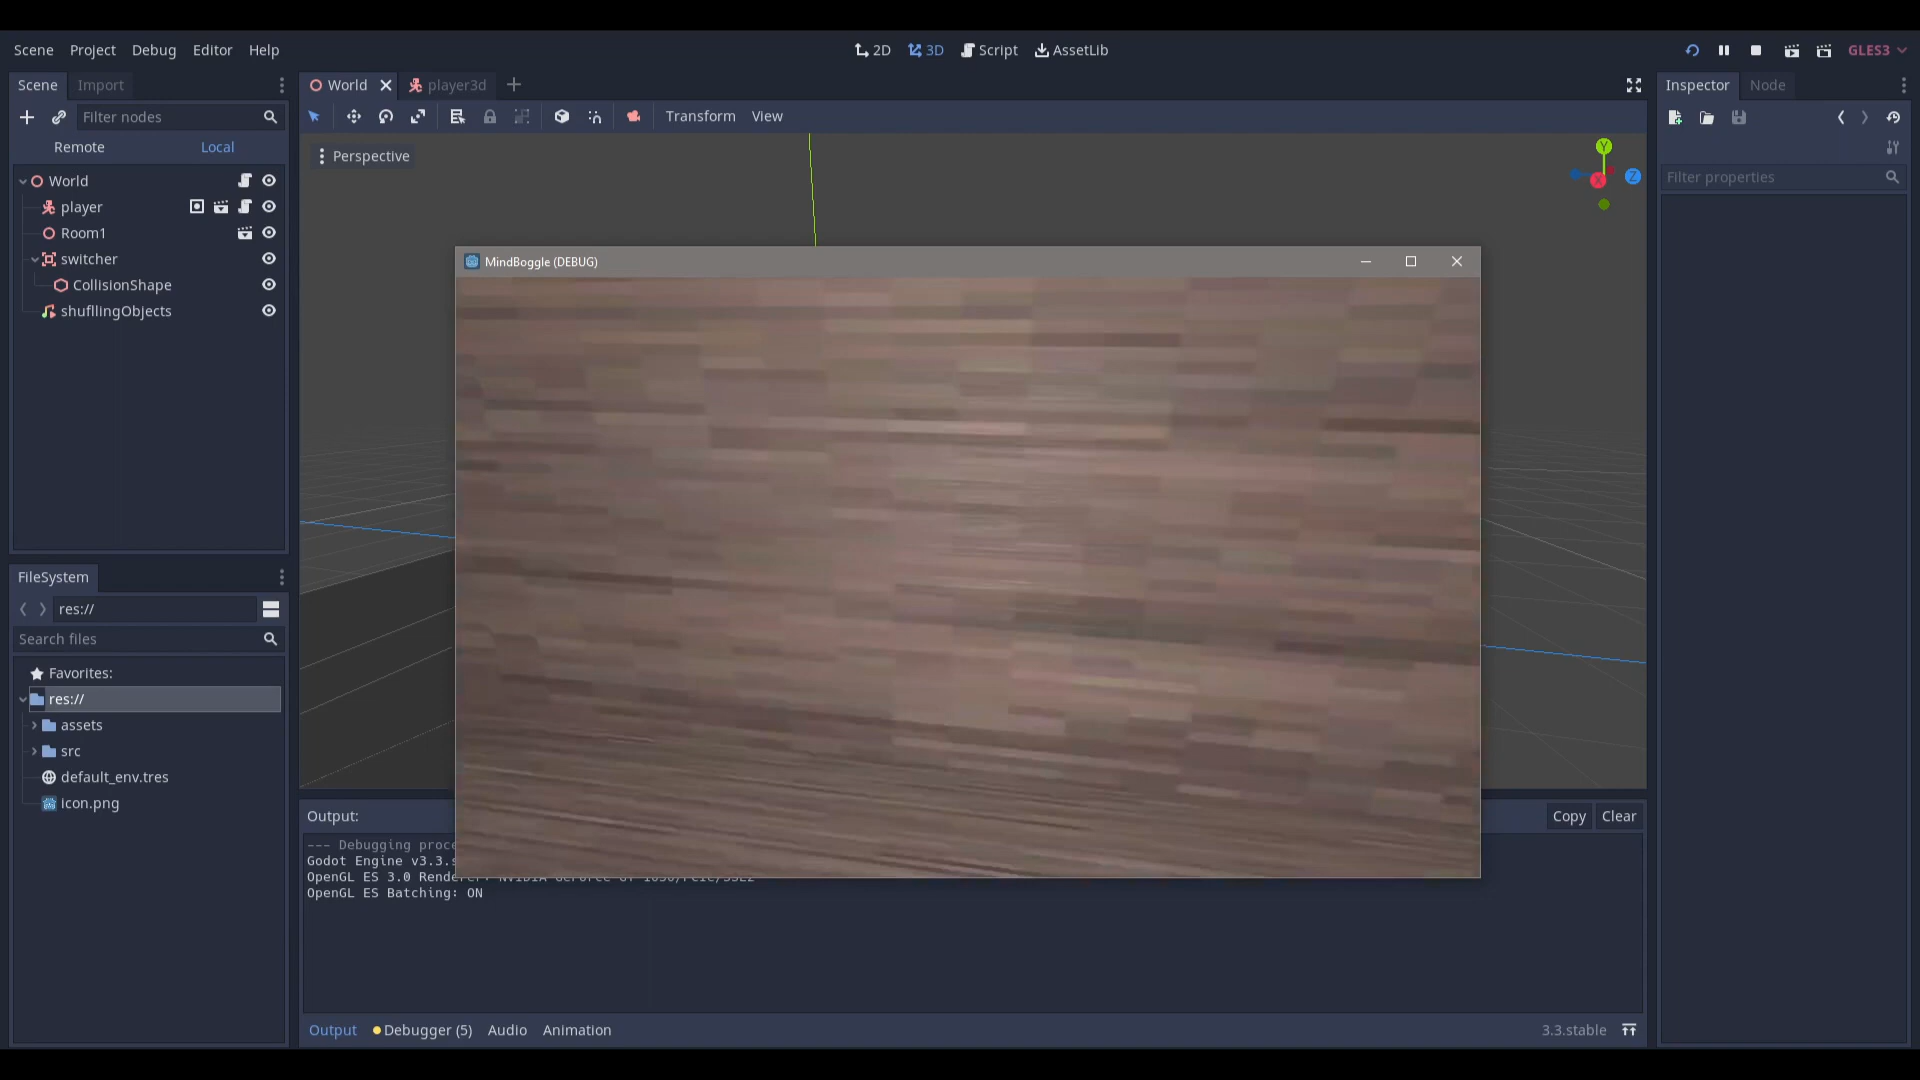 Scene Project Debug Editor Help
2D 3D Script AssetLib
GLES3
Scene Import
World player3d
Inspector Node
Filter nodes
Transform View
Remote Local
Perspective
Y
X
Z
Filter properties
World
player
Room1
switcher
CollisionShape
shufllingObjects
MindBoggle (DEBUG)
FileSystem
res://
Search files
Favorites:
res://
assets
src
default_env.tres
icon.png
Output:
Copy Clear
--- Debugging proce
Godot Engine v3.3.s
OpenGL ES 3.0
OpenGL ES Batching: ON
Output Debugger (5) Audio Animation
3.3.stable